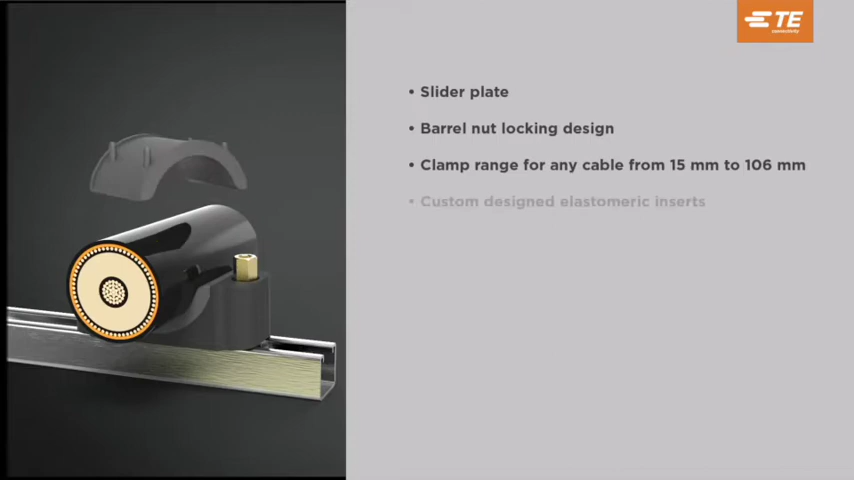 TE
connectivity
• Slider plate
• Barrel nut locking design
• Clamp range for any cable from 15 mm to 106 mm
• Custom designed elastomeric inserts